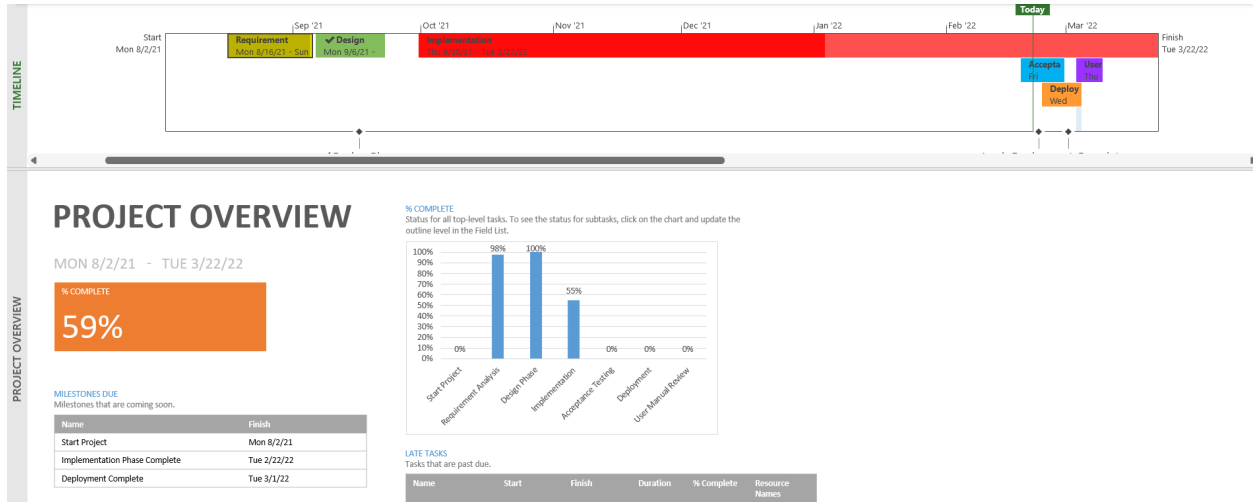 TIMELINE
Today
Sep '21
Oct '21
Nov '21
Dec '21
Jan '22
Feb '22
Mar '22
Start
Mon 8/2/21
Requirement
Mon 8/16/21 - Sun
✔ Design
Mon 9/6/21 -
Implementation
Thu 9/30/21 - Tue 3/22/22
Finish
Tue 3/22/22
Accepta
Fri
User
Thu
Deploy
Wed
PROJECT OVERVIEW
PROJECT OVERVIEW
MON 8/2/21 - TUE 3/22/22
% COMPLETE
59%
MILESTONES DUE
Milestones that are coming soon.
Name Finish
Start Project Mon 8/2/21
Implementation Phase Complete Tue 2/22/22
Deployment Complete Tue 3/1/22
% COMPLETE
Status for all top-level tasks. To see the status for subtasks, click on the chart and update the
outline level in the Field List.
100%
90%
80%
70%
60%
50%
40%
30%
20%
10%
0%
0%
98%
100%
55%
0%
0%
0%
Start Project
Requirement Analysis
Design Phase
Implementation
Acceptance Testing
Deployment
User Manual Review
LATE TASKS
Tasks that are past due.
Name Start Finish Duration % Complete Resource
Names